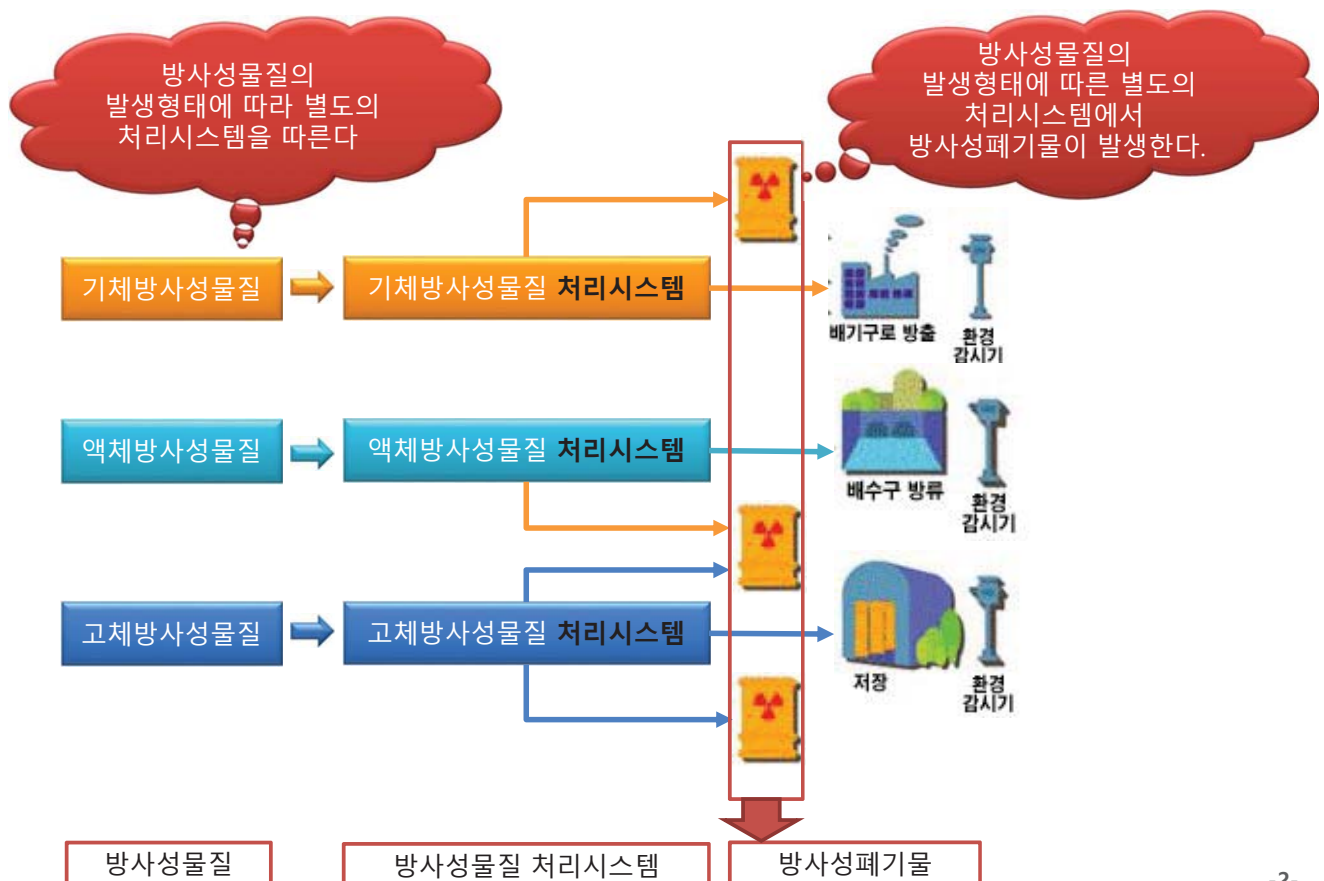 방사성물질의
발생형태에 따라 별도의
처리시스템을 따른다
방사성물질의
발생형태에 따른 별도의
처리시스템에서
방사성폐기물이 발생한다.
기체방사성물질
기체방사성물질 처리시스템
배기구로 방출
환경
감시기
액체방사성물질
액체방사성물질 처리시스템
배수구 방류
환경
감시기
고체방사성물질
고체방사성물질 처리시스템
저장
환경
감시기
방사성물질
방사성물질 처리시스템
방사성폐기물
-2-